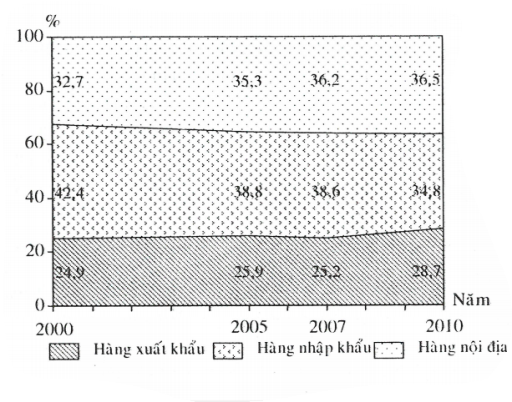 %
100
80
60
40
20
0
32,7 35,3 36,2 36,5
42,4 38,8 38,6 34,8
24,9 25,9 25,2 28,7
Năm
2000 2005 2007 2010
Hàng xuất khẩu Hàng nhập khẩu Hàng nội địa